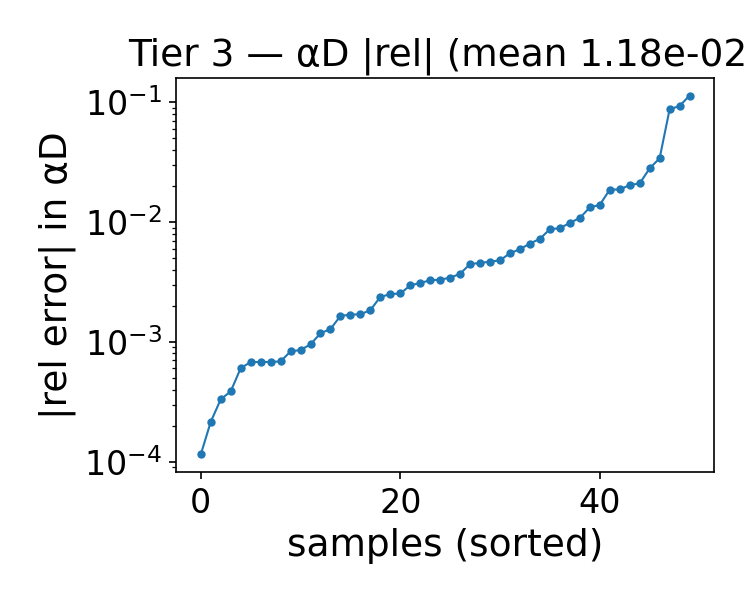 Tier 3 — αD |rel| (mean 1.18e-02
|rel error| in αD
10⁻¹
10⁻²
10⁻³
10⁻⁴
0 20 40
samples (sorted)